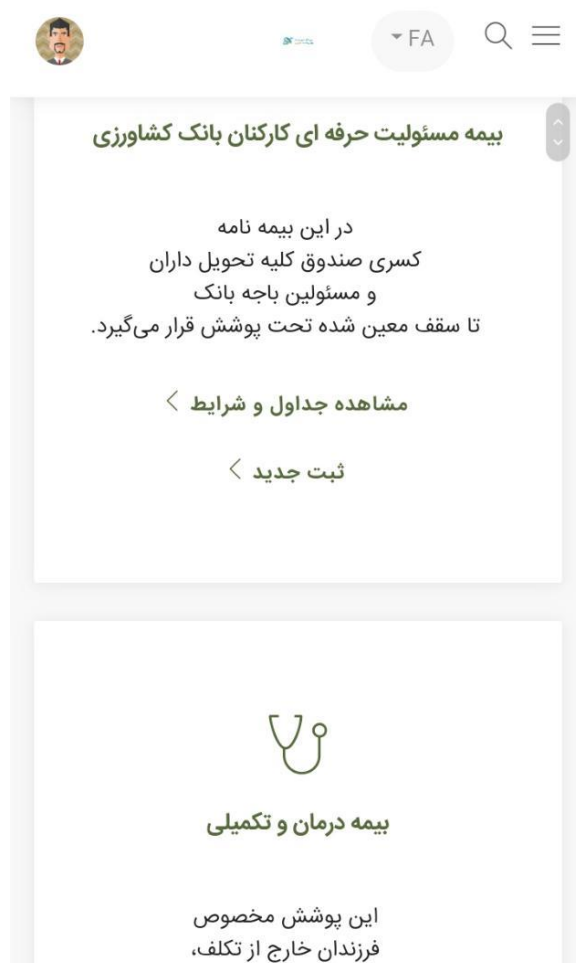 FA
بیمه مسئولیت حرفه ای کارکنان بانک کشاورزی
در این بیمه نامه
کسری صندوق کلیه تحویل داران
و مسئولین باجه بانک
تا سقف معین شده تحت پوشش قرار می‌گیرد.
مشاهده جداول و شرایط
ثبت جدید
بیمه درمان و تکمیلی
این پوشش مخصوص
فرزندان خارج از تکلف،